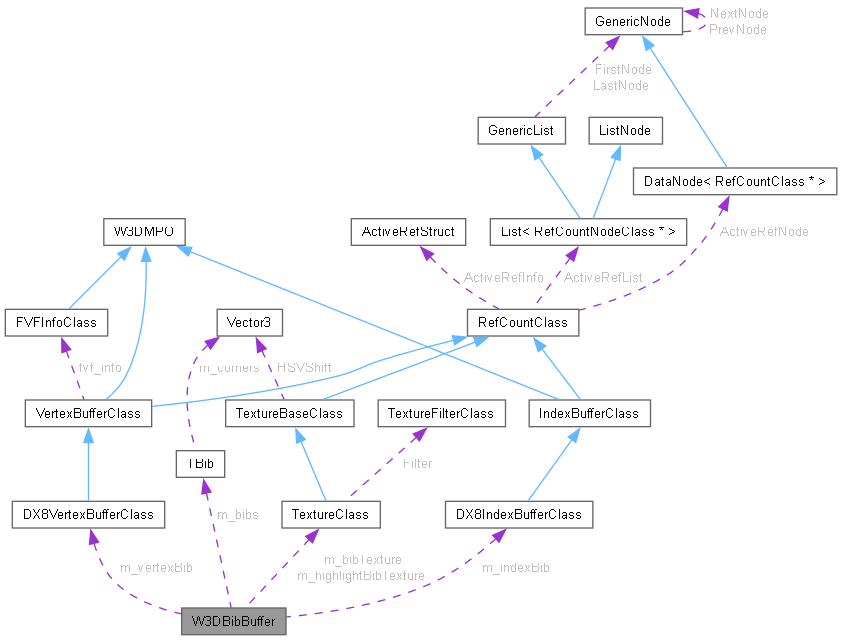 GenericNode
NextNode
PrevNode
FirstNode
LastNode
GenericList
ListNode
DataNode< RefCountClass * >
W3DMPO
ActiveRefStruct
List< RefCountNodeClass * >
ActiveRefNode
ActiveRefInfo
ActiveRefList
FVFInfoClass
Vector3
RefCountClass
fvf_info
m_corners
HSVShift
VertexBufferClass
TextureBaseClass
TextureFilterClass
IndexBufferClass
TBib
Filter
DX8VertexBufferClass
m_bibs
TextureClass
DX8IndexBufferClass
m_vertexBib
m_bibTexture
m_highlightBibTexture
m_indexBib
W3DBibBuffer